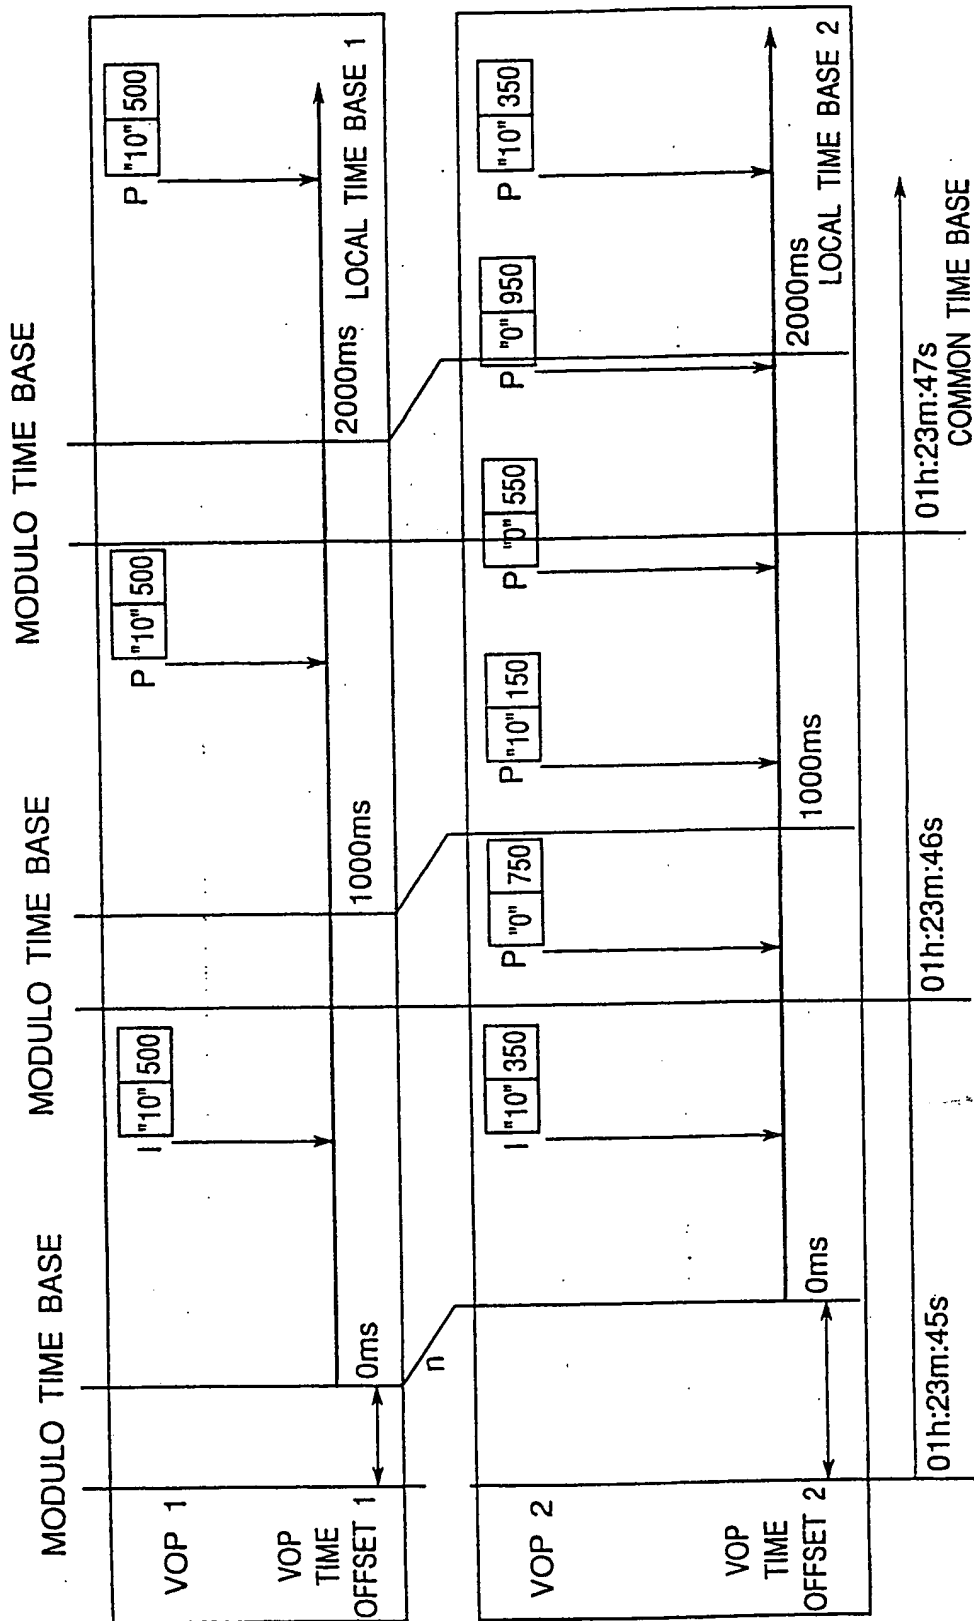 MODULO TIME BASE
MODULO TIME BASE
MODULO TIME BASE
VOP 1
I "10" 500
P "10" 500
P "10" 500
VOP
TIME
OFFSET 1
0ms
1000ms
2000ms
LOCAL TIME BASE 1
n
VOP 2
I "10" 350
P "0" 750
P "10" 150
P "0" 550
P "0" 950
P "10" 350
VOP
TIME
OFFSET 2
0ms
1000ms
2000ms
LOCAL TIME BASE 2
01h:23m:45s
01h:23m:46s
01h:23m:47s
COMMON TIME BASE